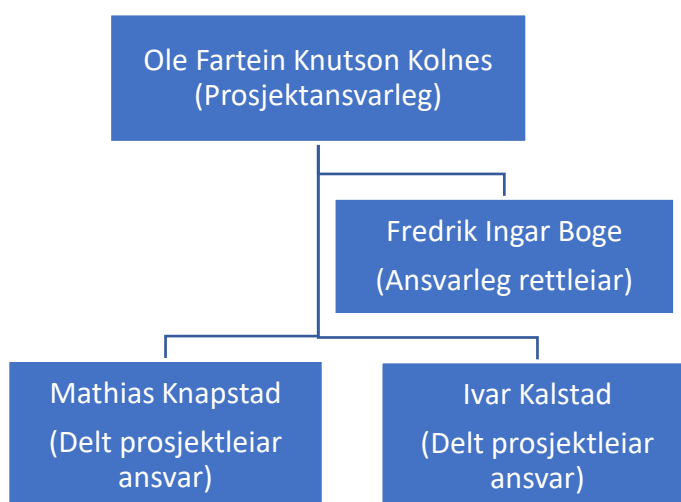 Ole Fartein Knutson Kolnes
(Prosjektansvarleg)
Fredrik Ingar Boge
(Ansvarleg rettleiar)
Mathias Knapstad
(Delt prosjektleiar
ansvar)
Ivar Kalstad
(Delt prosjektleiar
ansvar)